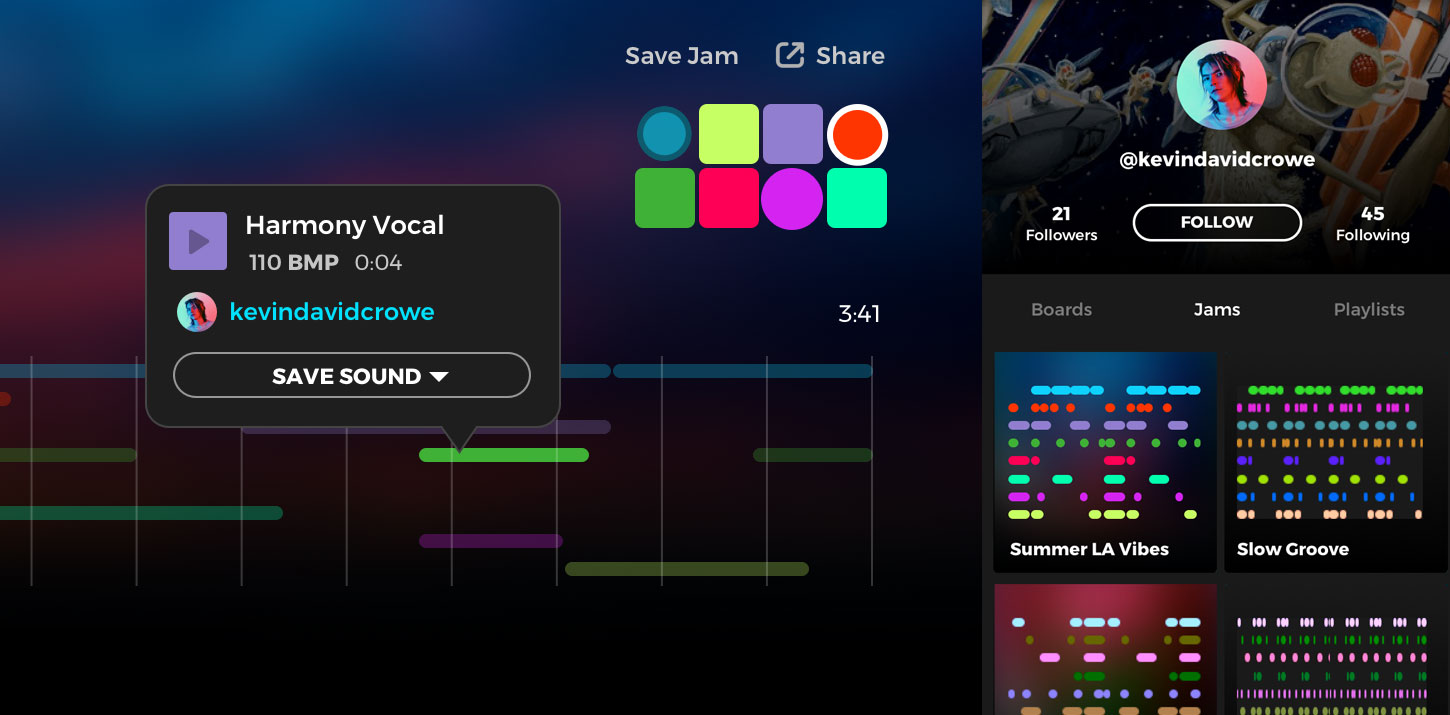 Save Jam Share
Harmony Vocal
110 BMP 0:04
kevindavidcrowe
SAVE SOUND
3:41
@kevindavidcrowe
21 FOLLOW 45
Followers Following
Boards Jams Playlists
Summer LA Vibes Slow Groove